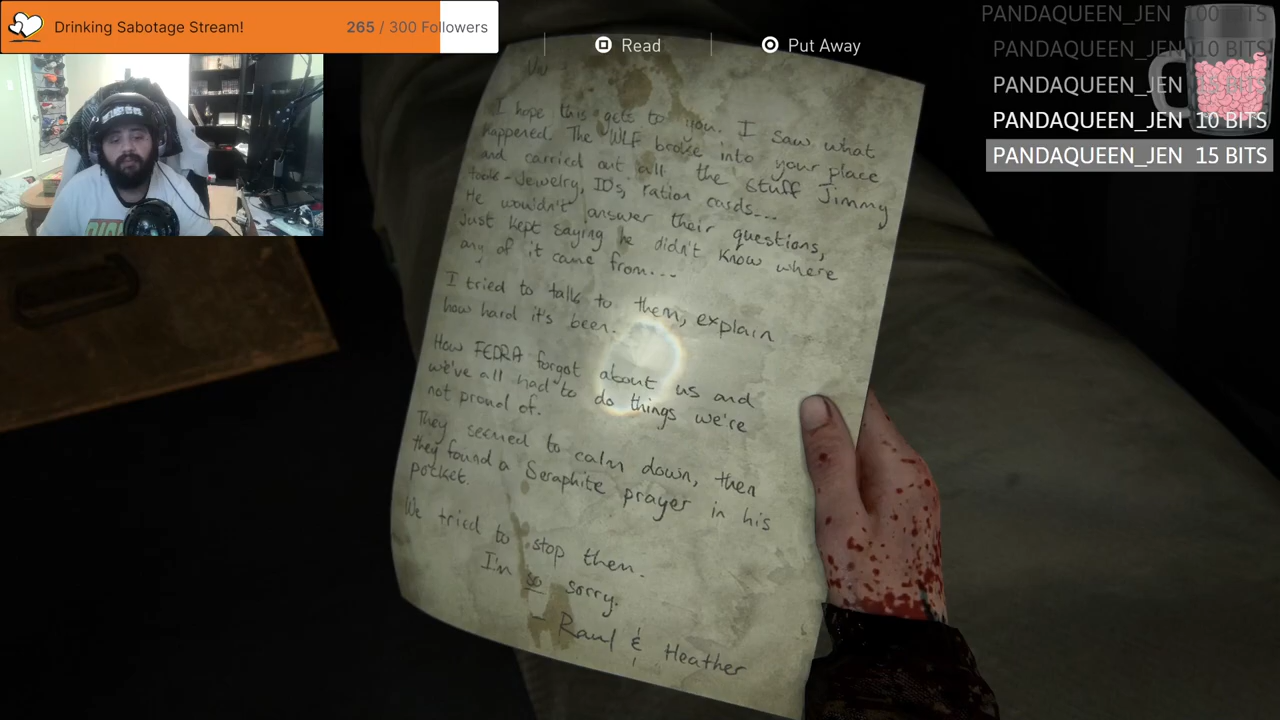 Drinking Sabotage Stream!
265 / 300 Followers
Read
Put Away
PANDAQUEEN_JEN 100 BITS
PANDAQUEEN_JEN 10 BITS
PANDAQUEEN_JEN BITS
PANDAQUEEN_JEN 10 BITS
PANDAQUEEN_JEN 15 BITS
I hope this gets to you. I saw what
happened. The WLF broke into your place
and carried out all the stuff Jimmy
took - Jewelry, IDs, ration cards...
He wouldn't answer their questions,
just kept saying he didn't know where
any of it came from...
I tried to talk to them, explain
how hard it's been.
How FEDRA forgot about us and
we've all had to do things we're
not proud of.
They seemed to calm down, then
they found a Seraphite prayer in his
pocket.
We tried to stop them.
I'm so sorry.
- Raul & Heather